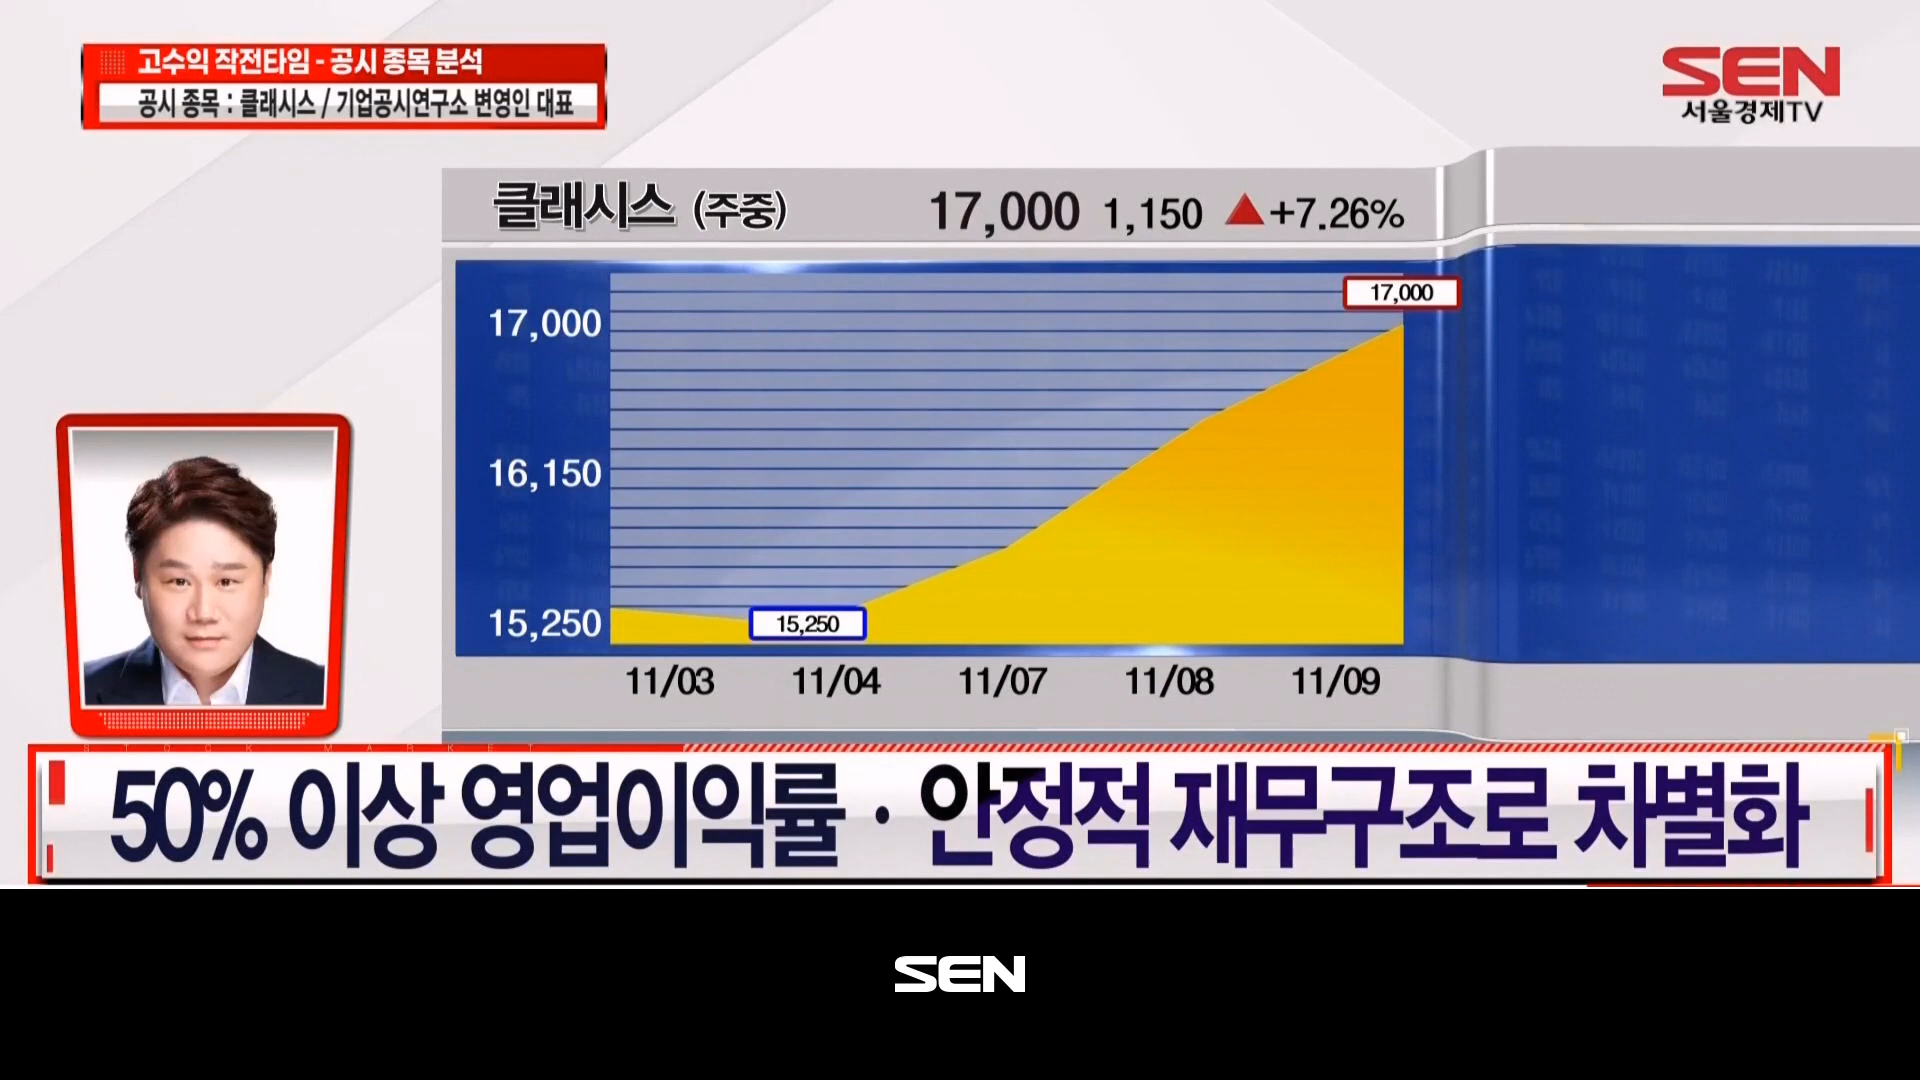 고수익 작전타임 - 공시 종목 분석
공시 종목 : 클래시스 / 기업공시연구소 변영인 대표
SEN
서울경제TV
클래시스 (주중) 17,000 1,150 ▲+7.26%
17,000
17,000
16,150
15,250
15,250
11/03 11/04 11/07 11/08 11/09
STOCK MARKET
50% 이상 영업이익률 · 안정적 재무구조로 차별화
SEN